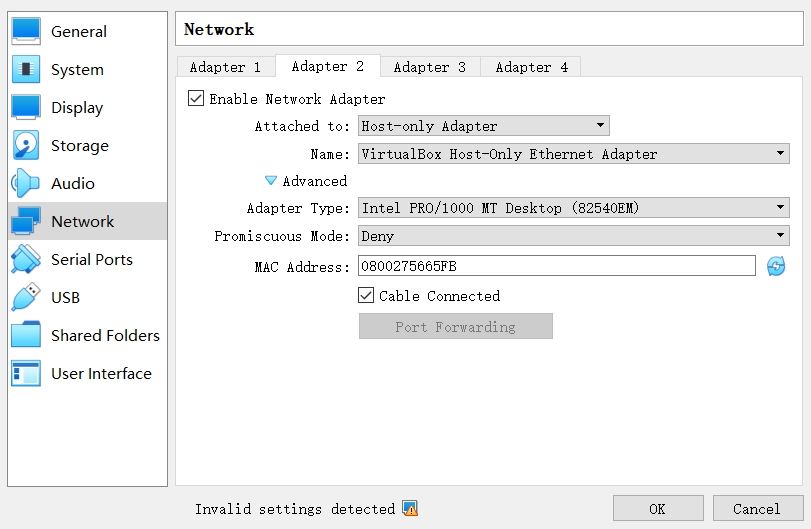 General
System
Display
Storage
Audio
Network
Serial Ports
USB
Shared Folders
User Interface
Network
Adapter 1 Adapter 2 Adapter 3 Adapter 4
Enable Network Adapter
Attached to: Host-only Adapter
Name: VirtualBox Host-Only Ethernet Adapter
Advanced
Adapter Type: Intel PRO/1000 MT Desktop (82540EM)
Promiscuous Mode: Deny
MAC Address: 0800275665FB
Cable Connected
Port Forwarding
Invalid settings detected
OK Cancel